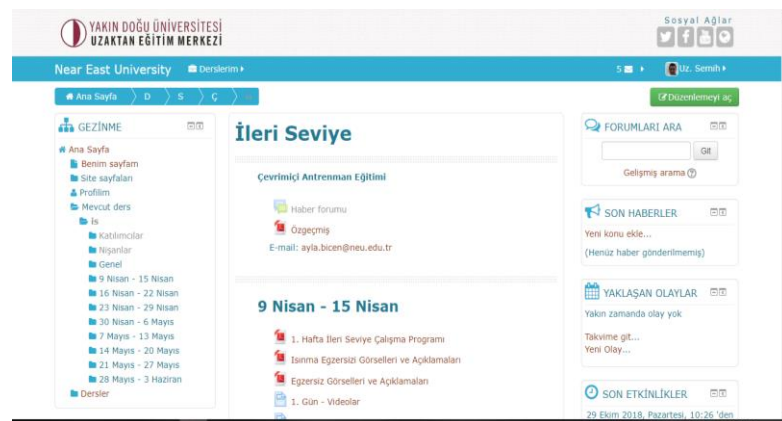 YAKIN DOĞU ÜNİVERSİTESİ
UZAKTAN EĞİTİM MERKEZİ
Sosyal Ağlar
Near East University
Derslerim
5
Uz. Semih
Ana Sayfa
D
S
Ç
Düzenlemeyi aç
GEZİNME
Ana Sayfa
Benim sayfam
Site sayfaları
Profilim
Mevcut ders
is
Katılımcılar
Nişanlar
Genel
9 Nisan - 15 Nisan
16 Nisan - 22 Nisan
23 Nisan - 29 Nisan
30 Nisan - 6 Mayıs
7 Mayıs - 13 Mayıs
14 Mayıs - 20 Mayıs
21 Mayıs - 27 Mayıs
28 Mayıs - 3 Haziran
Dersler
İleri Seviye
Çevrimiçi Antrenman Eğitimi
Haber forumu
Özgeçmiş
E-mail: ayla.bicen@neu.edu.tr
9 Nisan - 15 Nisan
1. Hafta İleri Seviye Çalışma Programı
Isınma Egzersizi Görselleri ve Açıklamaları
Egzersiz Görselleri ve Açıklamaları
1. Gün - Videolar
FORUMLARI ARA
Git
Gelişmiş arama
SON HABERLER
Yeni konu ekle...
(Henüz haber gönderilmemiş)
YAKLAŞAN OLAYLAR
Yakın zamanda olay yok
Takvime git...
Yeni Olay...
SON ETKİNLİKLER
29 Ekim 2018, Pazartesi, 10:26 'den